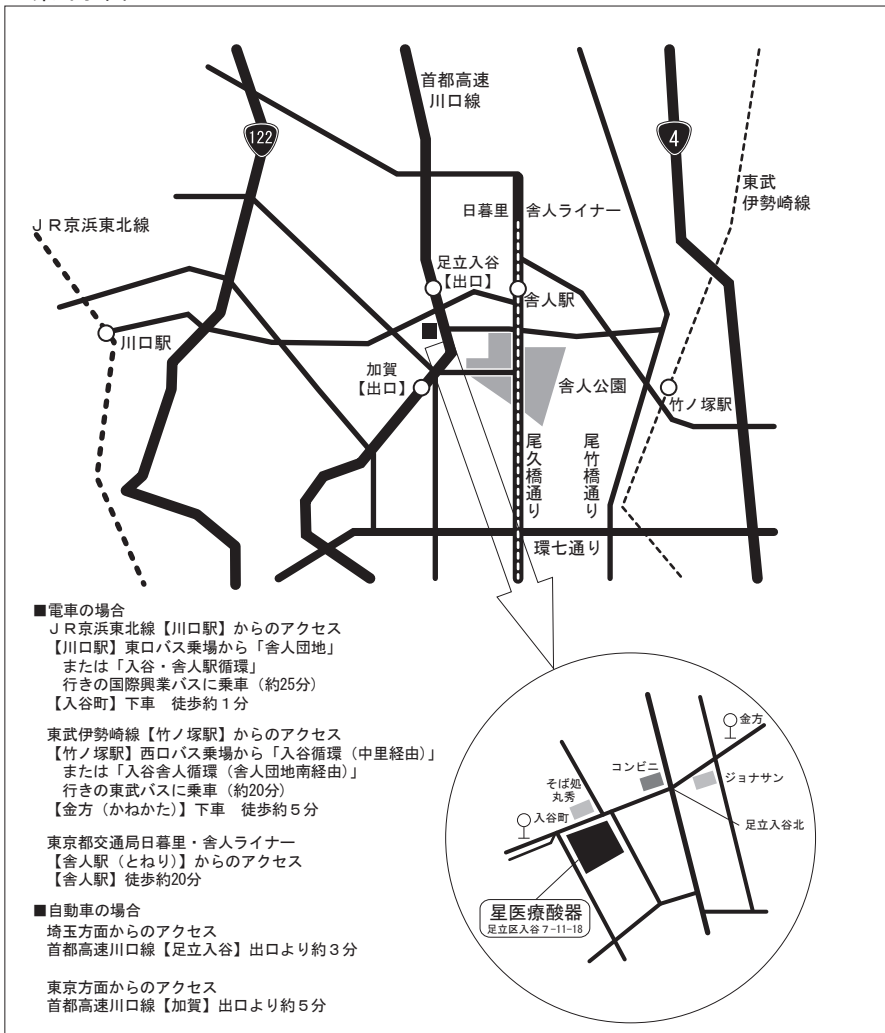 首都高速
川口線
122
4
東武
伊勢崎線
日暮里
舎人ライナー
ＪＲ京浜東北線
足立入谷
【出口】
舎人駅
川口駅
加賀
【出口】
舎人公園
竹ノ塚駅
尾久橋通り
尾竹橋通り
環七通り
■電車の場合
ＪＲ京浜東北線【川口駅】からのアクセス
【川口駅】東口バス乗場から「舎人団地」
または「入谷・舎人駅循環」
行きの国際興業バスに乗車（約25分）
【入谷町】下車　徒歩約１分
東武伊勢崎線【竹ノ塚駅】からのアクセス
【竹ノ塚駅】西口バス乗場から「入谷循環（中里経由）」
または「入谷舎人循環（舎人団地南経由）」
行きの東武バスに乗車（約20分）
【金方（かねかた）】下車　徒歩約５分
東京都交通局日暮里・舎人ライナー
【舎人駅（とねり）】からのアクセス
【舎人駅】徒歩約20分
■自動車の場合
埼玉方面からのアクセス
首都高速川口線【足立入谷】出口より約３分
東京方面からのアクセス
首都高速川口線【加賀】出口より約５分
金方
コンビニ
ジョナサン
そば処
丸秀
入谷町
足立入谷北
星医療酸器
足立区入谷７-11-18